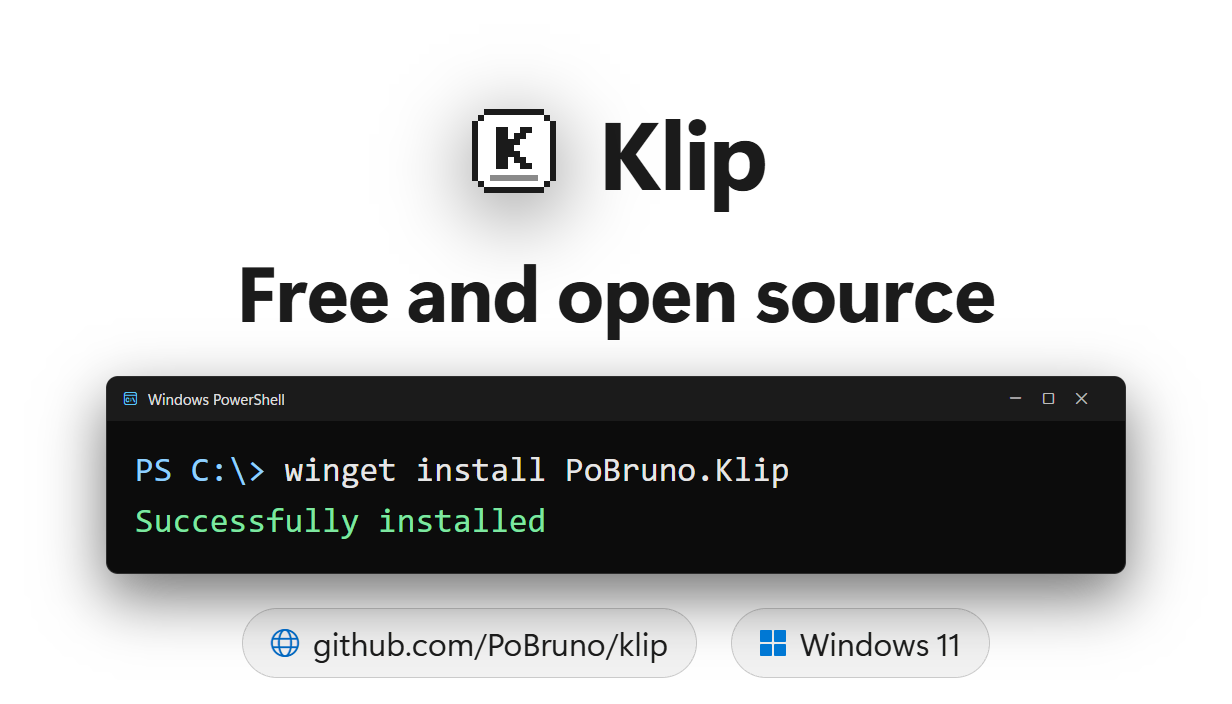 K
Klip
Free and open source
Windows PowerShell
PS C:\> winget install PoBruno.Klip
Successfully installed
github.com/PoBruno/klip
Windows 11